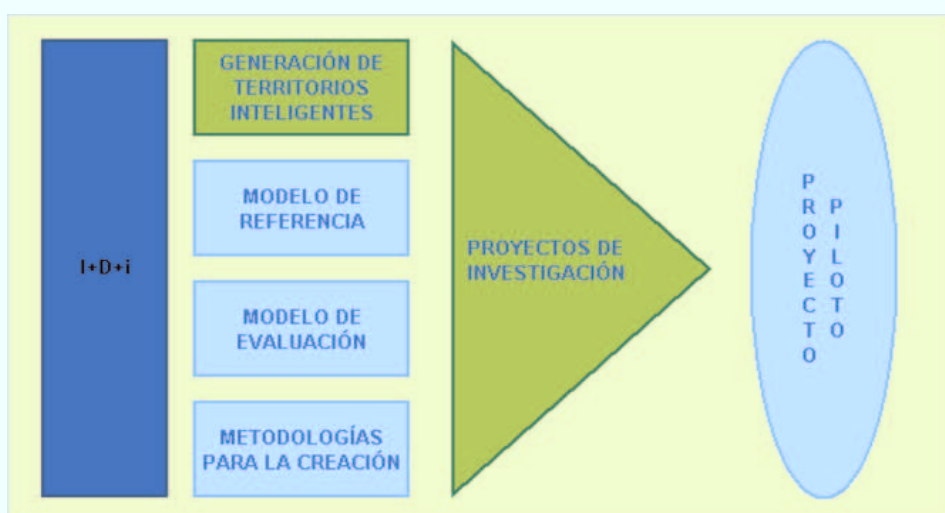 I+D+i
GENERACIÓN DE
TERRITORIOS
INTELIGENTES
MODELO DE
REFERENCIA
MODELO DE
EVALUACIÓN
METODOLOGÍAS
PARA LA CREACIÓN
PROYECTOS DE
INVESTIGACIÓN
PROYECTO
PILOTO